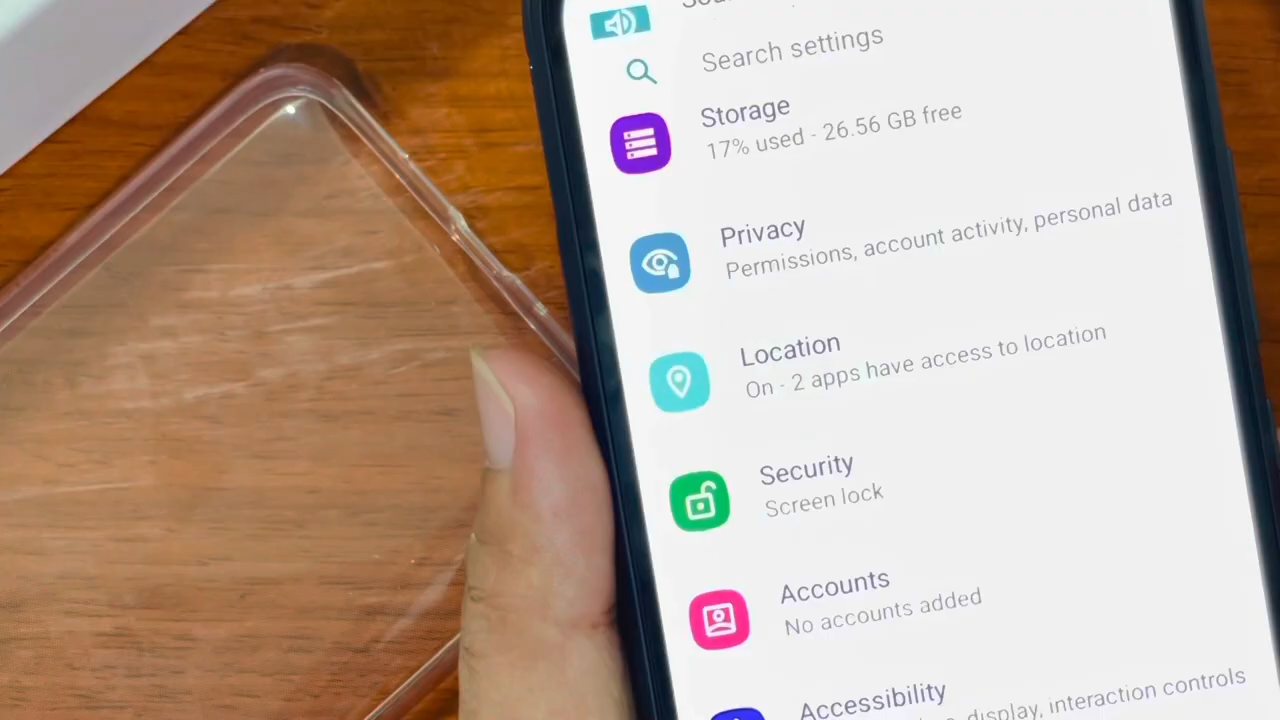 Search settings
Storage
17% used - 26.56 GB free
Privacy
Permissions, account activity, personal data
Location
On - 2 apps have access to location
Security
Screen lock
Accounts
No accounts added
Accessibility
display, interaction controls